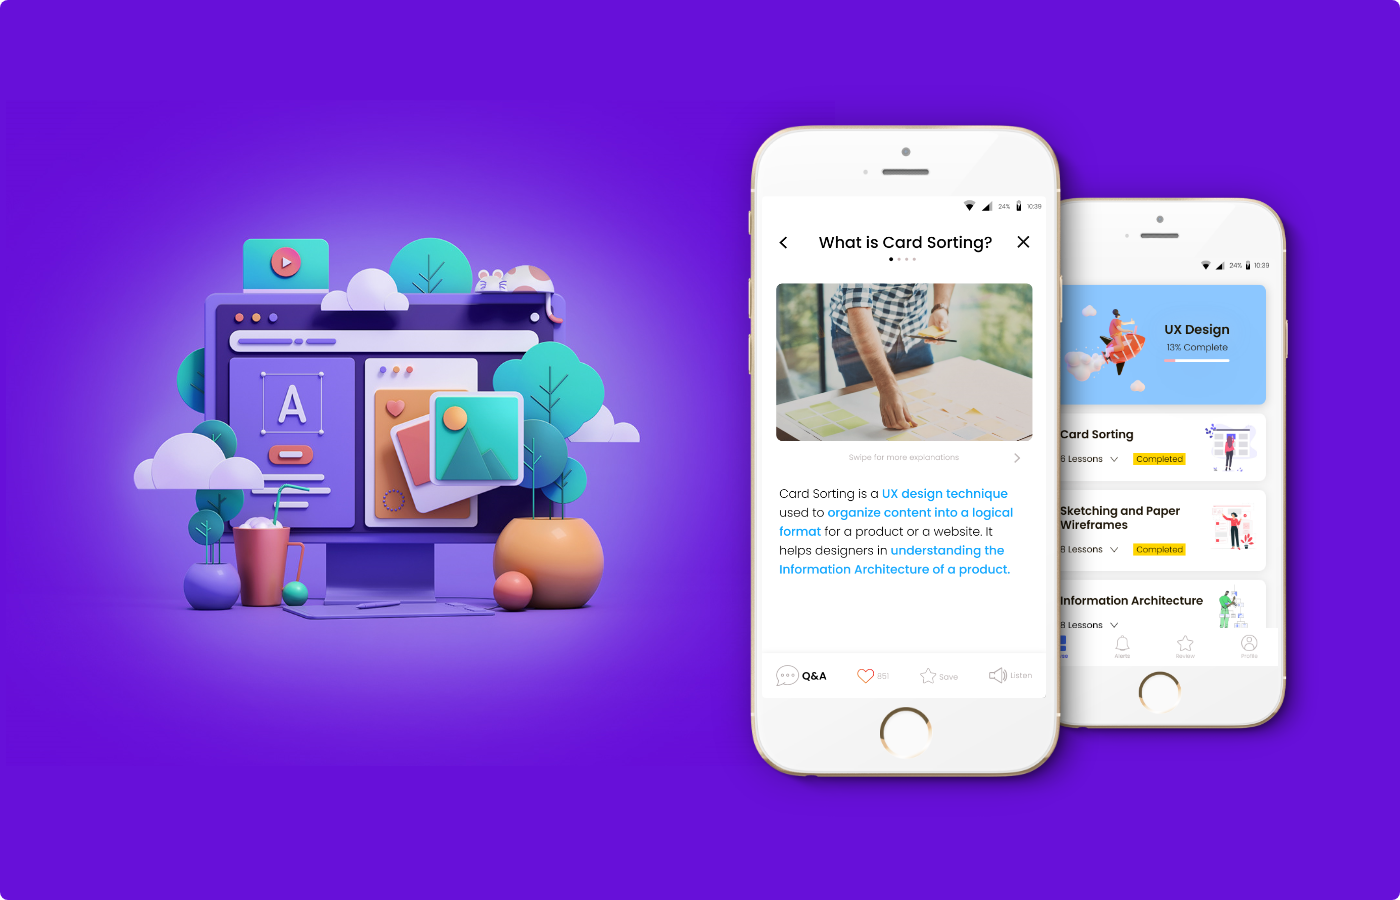 A
24% 10:39
What is Card Sorting?
Swipe for more explanations
Card Sorting is a UX design technique
used to organize content into a logical
format for a product or a website. It
helps designers in understanding the
Information Architecture of a product.
Q&A 851 Save Listen
24% 10:39
UX Design
13% Complete
Card Sorting
6 Lessons Completed
Sketching and Paper
Wireframes
8 Lessons Completed
Information Architecture
8 Lessons
Alerts Review Profile